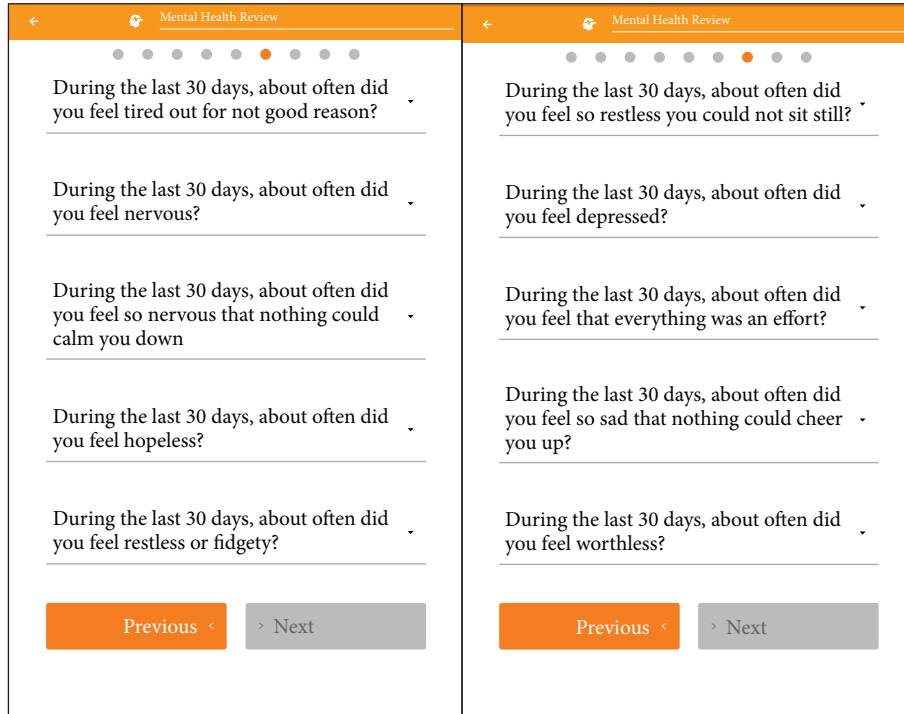 Mental Health Review
During the last 30 days, about often did
you feel tired out for not good reason?
During the last 30 days, about often did
you feel nervous?
During the last 30 days, about often did
you feel so nervous that nothing could
calm you down
During the last 30 days, about often did
you feel hopeless?
During the last 30 days, about often did
you feel restless or fidgety?
Previous <
> Next
Mental Health Review
During the last 30 days, about often did
you feel so restless you could not sit still?
During the last 30 days, about often did
you feel depressed?
During the last 30 days, about often did
you feel that everything was an effort?
During the last 30 days, about often did
you feel so sad that nothing could cheer
you up?
During the last 30 days, about often did
you feel worthless?
Previous <
> Next